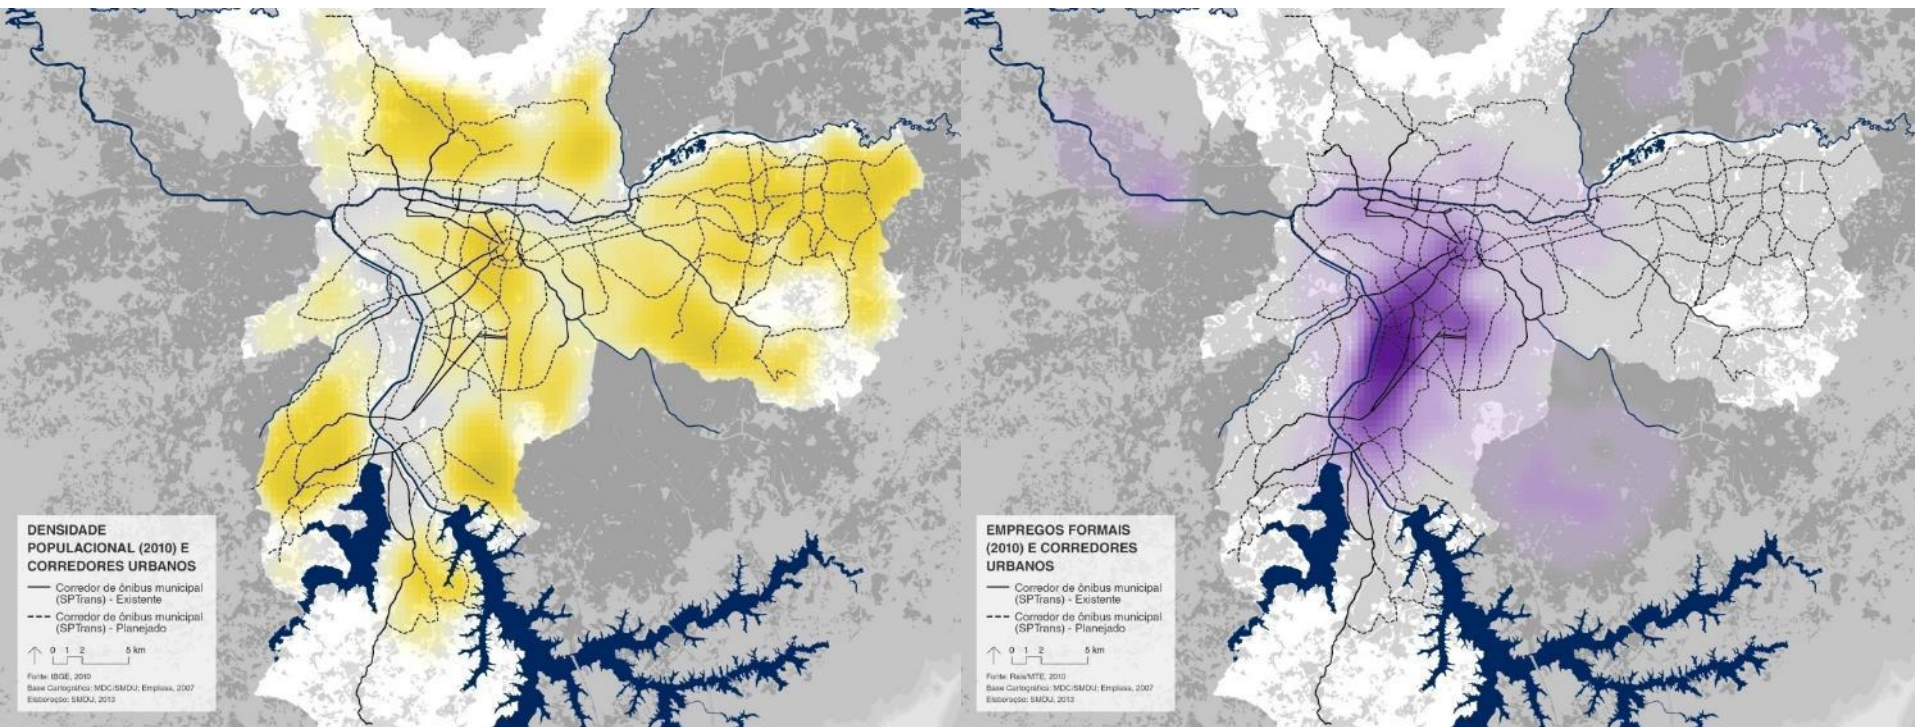 DENSIDADE
POPULACIONAL (2010) E
CORREDORES URBANOS
Corredor de ônibus municipal
(SPTrans) - Existente
Corredor de ônibus municipal
(SPTrans) - Planejado
0 1 2 5 km
Fonte: IBGE, 2010
Base Cartográfica: MDC/SMDU; Emplasa, 2007
Elaboração: SMDU, 2013
EMPREGOS FORMAIS
(2010) E CORREDORES
URBANOS
Corredor de ônibus municipal
(SPTrans) - Existente
Corredor de ônibus municipal
(SPTrans) - Planejado
0 1 2 5 km
Fonte: Rais/MTE, 2010
Base Cartográfica: MDC/SMDU; Emplasa, 2007
Elaboração: SMDU, 2013